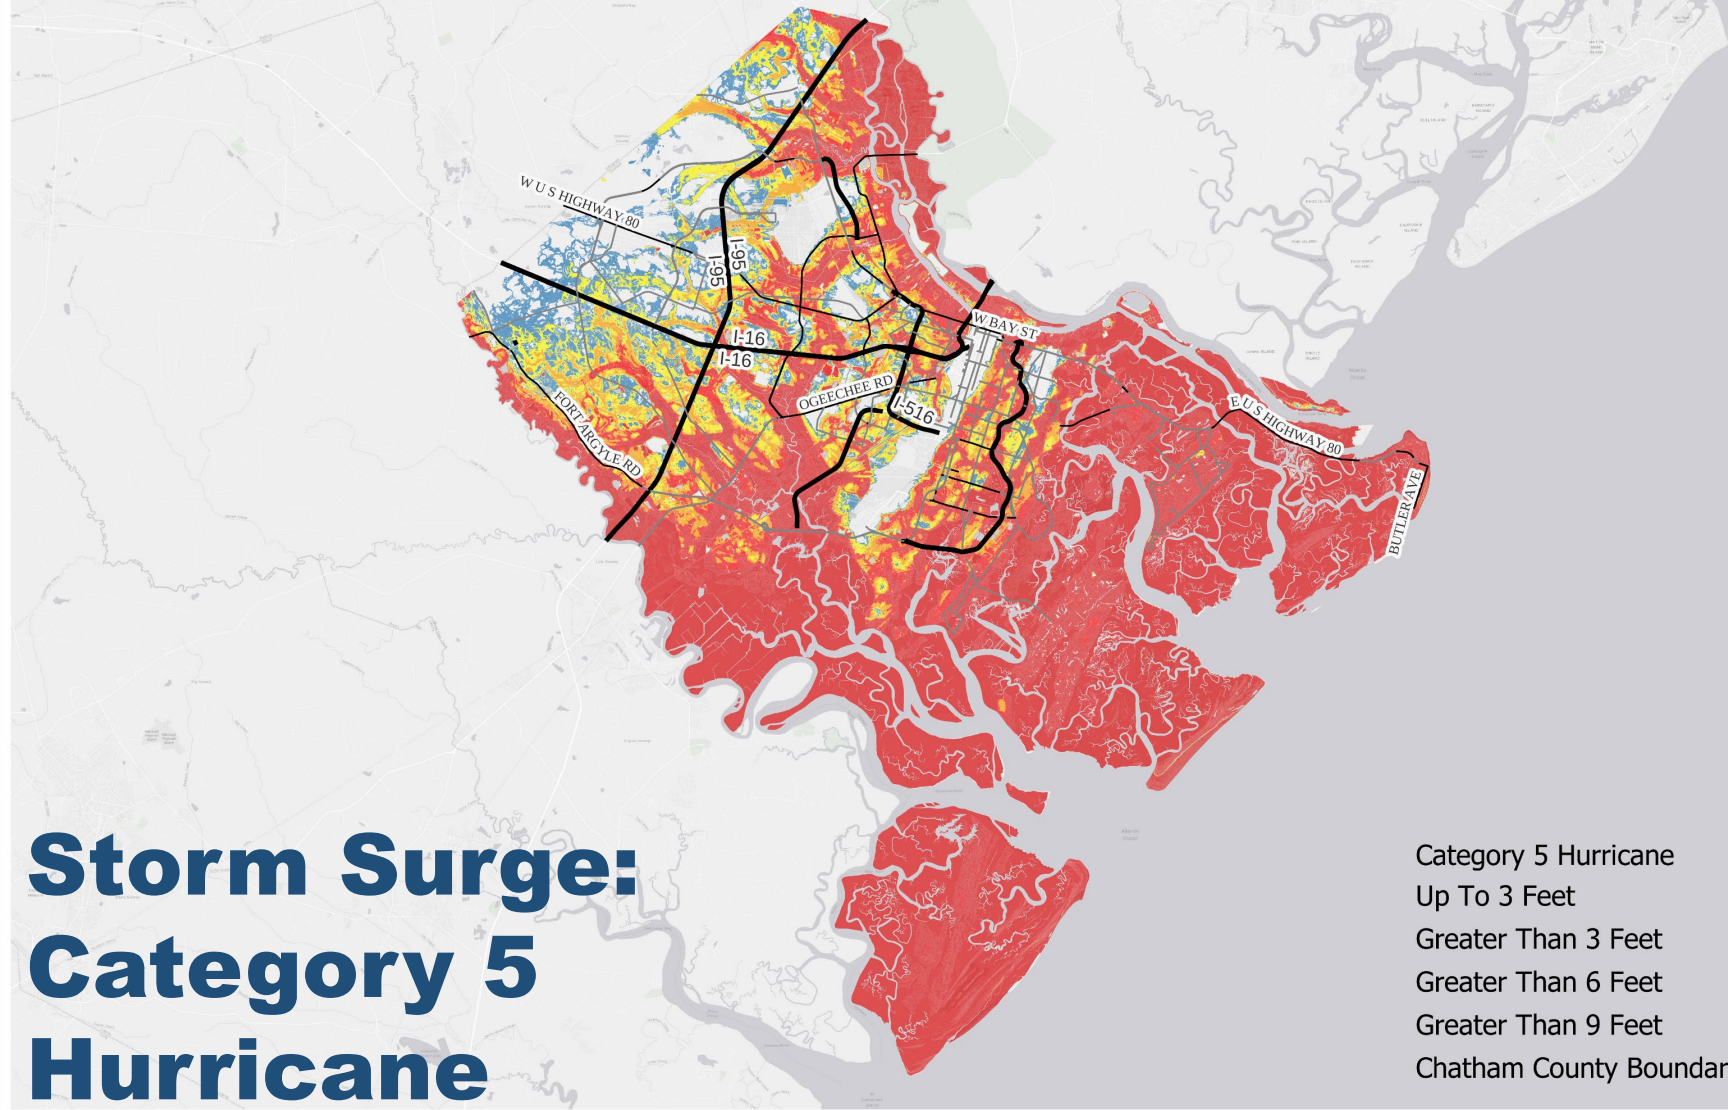 W U S HIGHWAY 80
I-95
I-95
I-16
I-16
W BAY ST
OGEECHEE RD
I-516
FORT ARGYLE RD
E U S HIGHWAY 80
BUTLER AVE
Storm Surge:
Category 5
Hurricane
Category 5 Hurricane
Up To 3 Feet
Greater Than 3 Feet
Greater Than 6 Feet
Greater Than 9 Feet
Chatham County Boundar